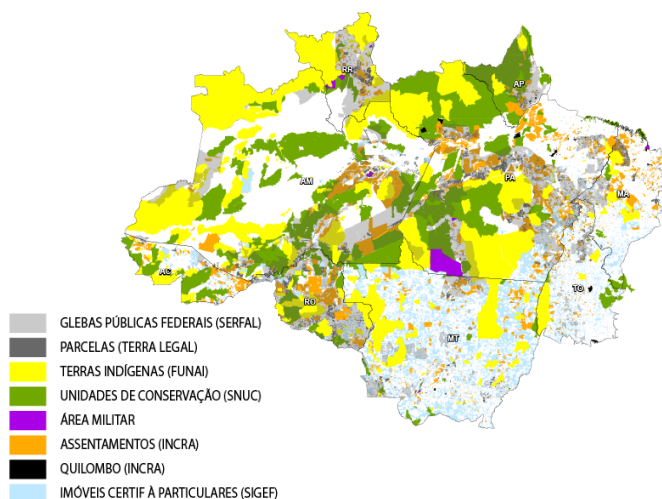 RR
AP
AM
PA
MA
AC
TO
RO
MT
GLEBAS PÚBLICAS FEDERAIS (SERFAL)
PARCELAS (TERRA LEGAL)
TERRAS INDÍGENAS (FUNAI)
UNIDADES DE CONSERVAÇÃO (SNUC)
ÁREA MILITAR
ASSENTAMENTOS (INCRA)
QUILOMBO (INCRA)
IMÓVEIS CERTIF À PARTICULARES (SIGEF)